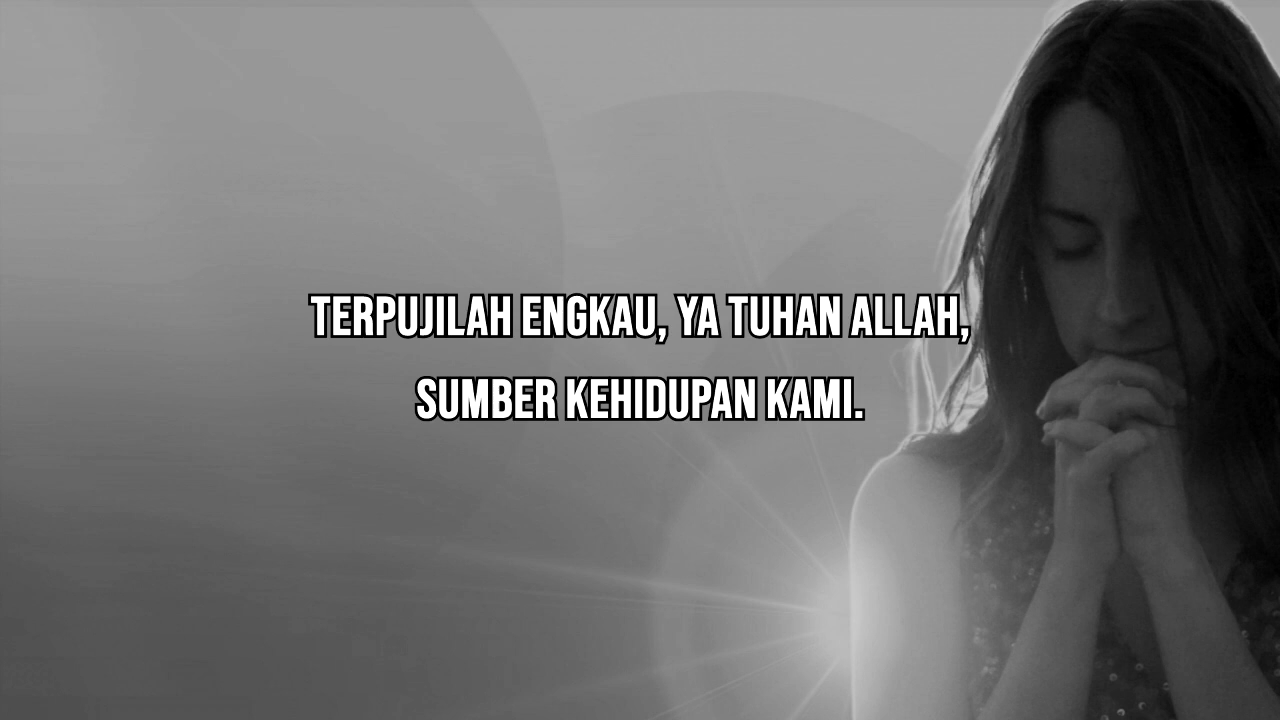 TERPUJILAH ENGKAU, YA TUHAN ALLAH,
SUMBER KEHIDUPAN KAMI.